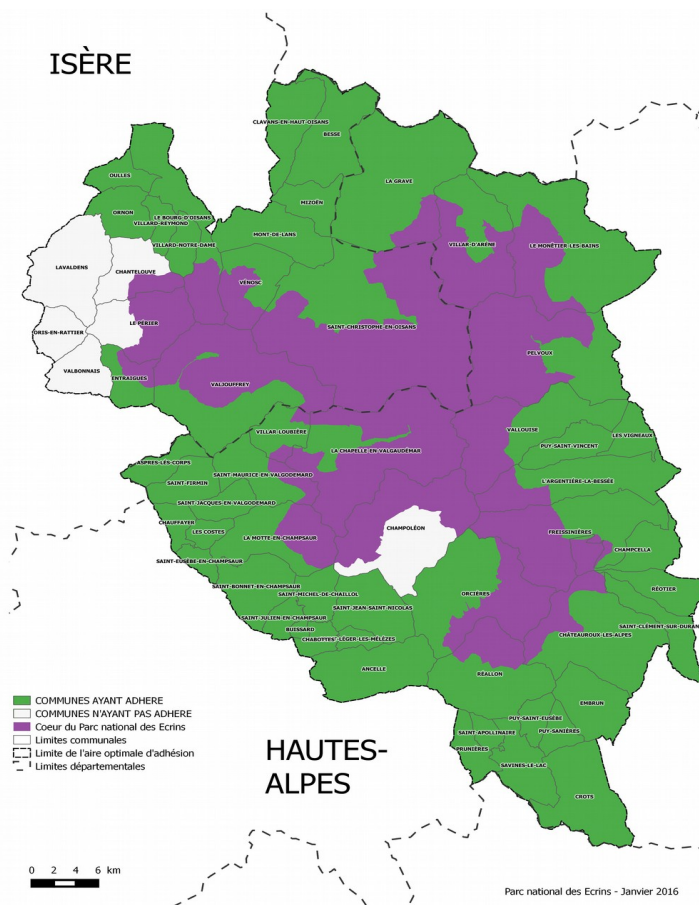 ISÈRE
CLAVANS-EN-HAUT-OISANS
BESSE
OULLES
LA GRAVE
ORNON
MIZOËN
LE BOURG-D'OISANS
VILLARD-REYMOND
MONT-DE-LANS
VILLARD-NOTRE-DAME
VILLAR-D'ARÊNE
LE MONÊTIER-LES-BAINS
LAVALDENS
CHANTELOUVE
VÉNOSC
LE PÉRIER
SAINT-CHRISTOPHE-EN-OISANS
ORIS-EN-RATTIER
PELVOUX
VALBONNAIS
ENTRAIGUES
VALJOUFFREY
VILLAR-LOUBIÈRE
VALLOUISE
LES VIGNEAUX
PUY-SAINT-VINCENT
LA CHAPELLE-EN-VALGAUDÉMAR
ASPRES-LÈS-CORPS
SAINT-MAURICE-EN-VALGODEMARD
SAINT-FIRMIN
L'ARGENTIÈRE-LA-BESSÉE
SAINT-JACQUES-EN-VALGODEMARD
CHAUFFAYER
LES COSTES
LA MOTTE-EN-CHAMPSAUR
CHAMPOLÉON
FREISSINIÈRES
CHAMPCELLA
SAINT-EUSÈBE-EN-CHAMPSAUR
SAINT-BONNET-EN-CHAMPSAUR
SAINT-MICHEL-DE-CHAILLOL
ORCIÈRES
RÉOTIER
SAINT-JEAN-SAINT-NICOLAS
SAINT-JULIEN-EN-CHAMPSAUR
BUISSARD
SAINT-CLÉMENT-SUR-DURAN
CHABOTTES
-LÉGER-LES-MÉLÈZES
CHÂTEAUROUX-LES-ALPES
ANCELLE
RÉALLON
EMBRUN
PUY-SAINT-EUSÈBE
SAINT-APOLLINAIRE
PUY-SANIÈRES
PRUNIÈRES
SAVINES-LE-LAC
CROTS
COMMUNES AYANT ADHERE
COMMUNES N'AYANT PAS ADHERE
Coeur du Parc national des Ecrins
Limites communales
Limite de l'aire optimale d'adhésion
Limites départementales
HAUTES-
ALPES
0 2 4 6 km
Parc national des Ecrins - Janvier 2016